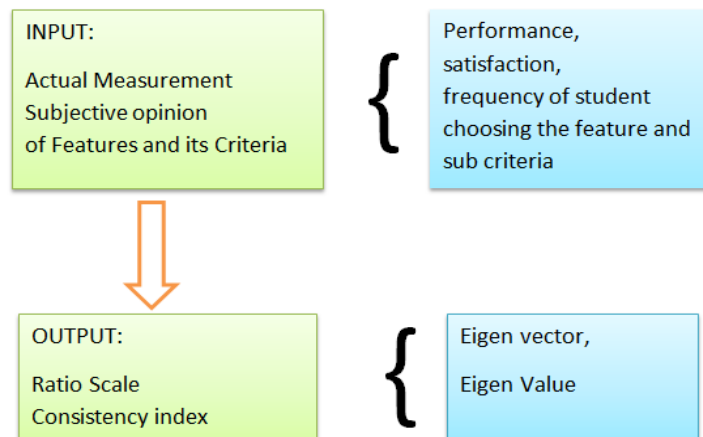 INPUT:
Actual Measurement
Subjective opinion
of Features and its Criteria
Performance,
satisfaction,
frequency of student
choosing the feature and
sub criteria
OUTPUT:
Ratio Scale
Consistency index
Eigen vector,
Eigen Value